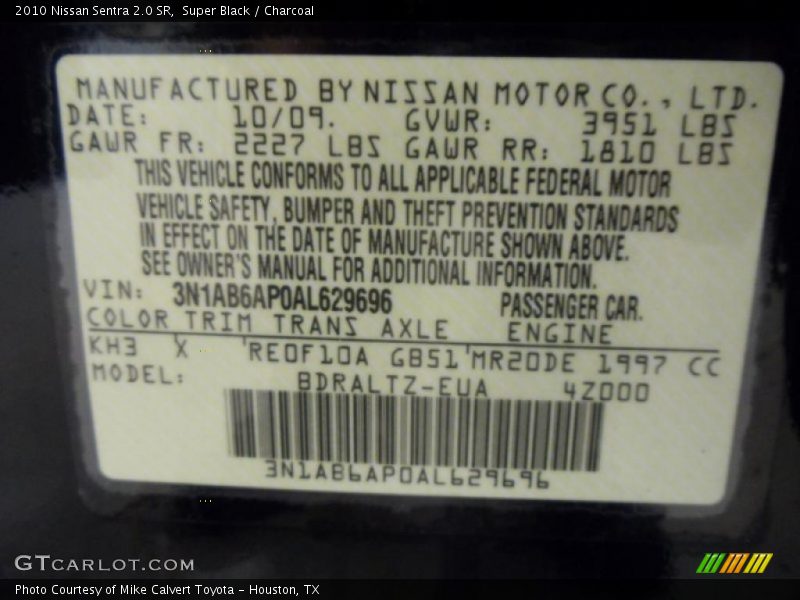 2010 Nissan Sentra 2.0 SR,  Super Black / Charcoal
MANUFACTURED BY NISSAN MOTOR CO., LTD.
DATE: 10/09. GVWR: 3951 LBS
GAWR FR: 2227 LBS GAWR RR: 1810 LBS
THIS VEHICLE CONFORMS TO ALL APPLICABLE FEDERAL MOTOR
VEHICLE SAFETY, BUMPER AND THEFT PREVENTION STANDARDS
IN EFFECT ON THE DATE OF MANUFACTURE SHOWN ABOVE.
SEE OWNER'S MANUAL FOR ADDITIONAL INFORMATION.
VIN: 3N1AB6AP0AL629696 PASSENGER CAR.
COLOR TRIM TRANS AXLE ENGINE
KH3 X RE0F10A GB51 MR20DE 1997 CC
MODEL: BDRALTZ-EUA 4Z000
3N1AB6AP0AL629696
GTCARLOT.COM
Photo Courtesy of Mike Calvert Toyota - Houston, TX